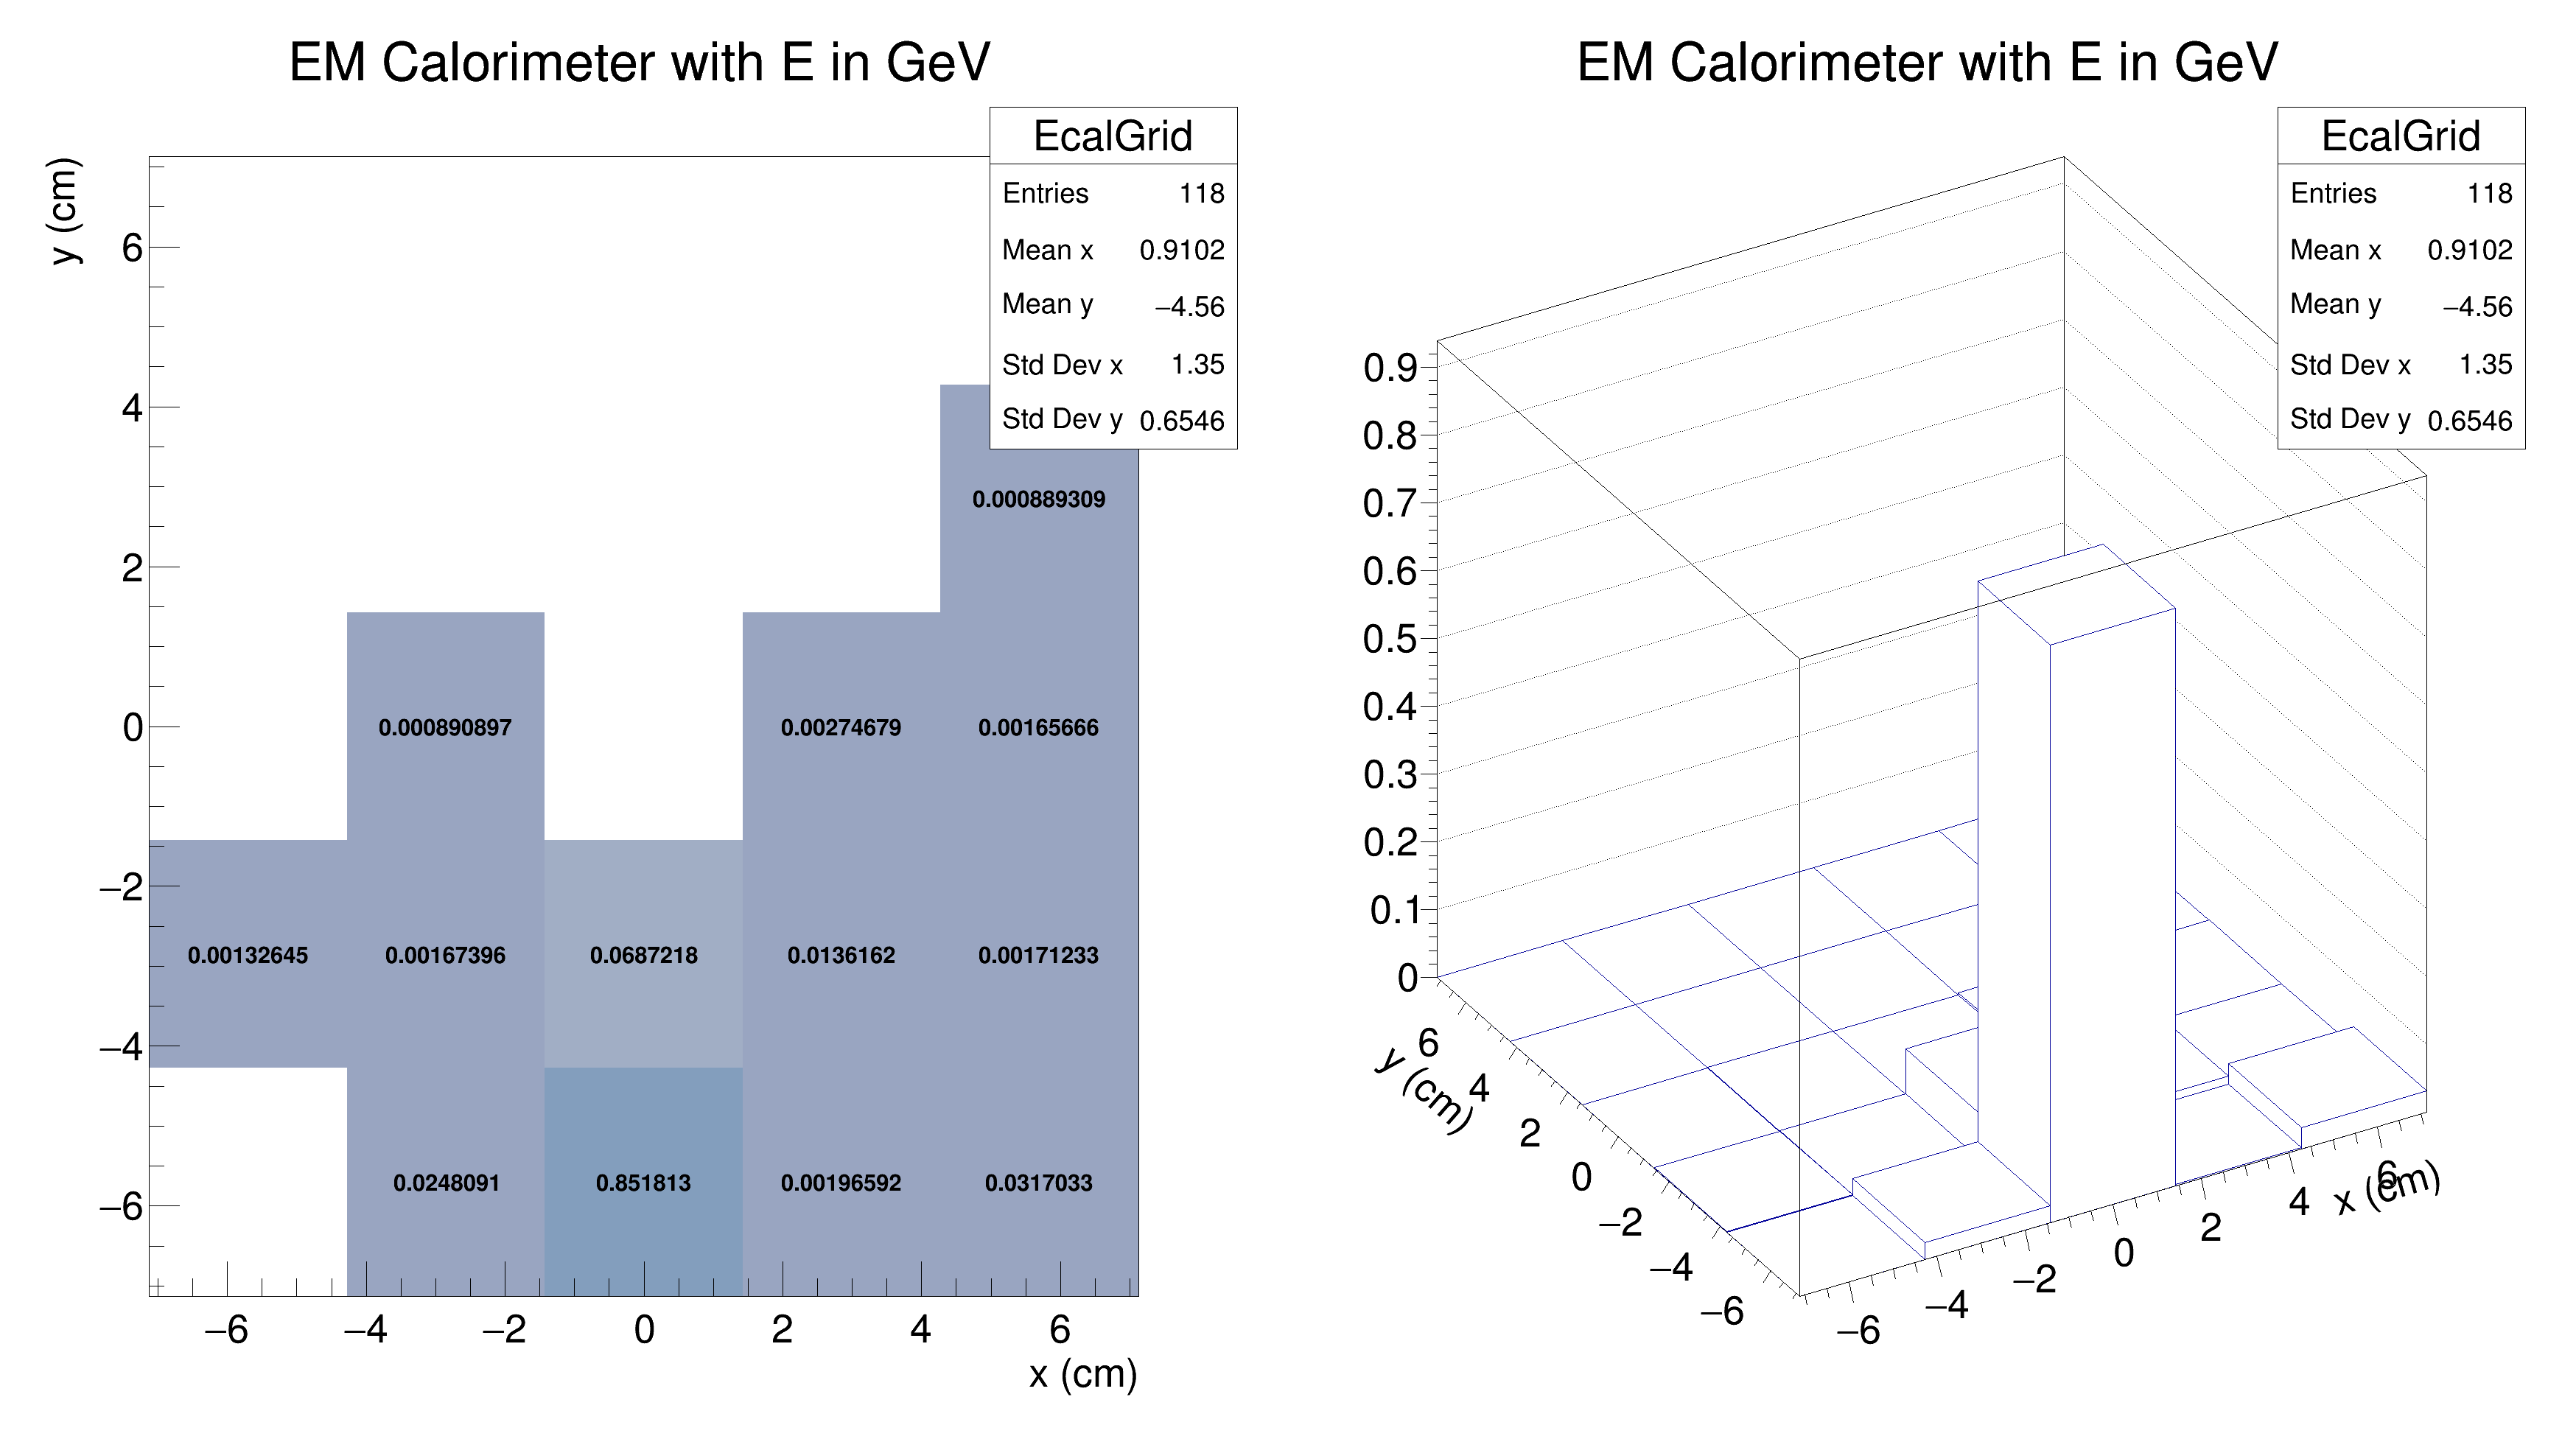 EM Calorimeter with E in GeV
EcalGrid
Entries 118
Mean x 0.9102
Mean y −4.56
Std Dev x 1.35
Std Dev y 0.6546
y (cm)
6
4
2
0
−2
−4
−6
0.000889309
0.000890897 0.00274679 0.00165666
0.00132645 0.00167396 0.0687218 0.0136162 0.00171233
0.0248091 0.851813 0.00196592 0.0317033
−6 −4 −2 0 2 4 6
x (cm)
EM Calorimeter with E in GeV
EcalGrid
Entries 118
Mean x 0.9102
Mean y −4.56
Std Dev x 1.35
Std Dev y 0.6546
0.9
0.8
0.7
0.6
0.5
0.4
0.3
0.2
0.1
0
y (cm)
6
4
2
0
−2
−4
−6
−6 −4 −2 0 2 4 6
x (cm)